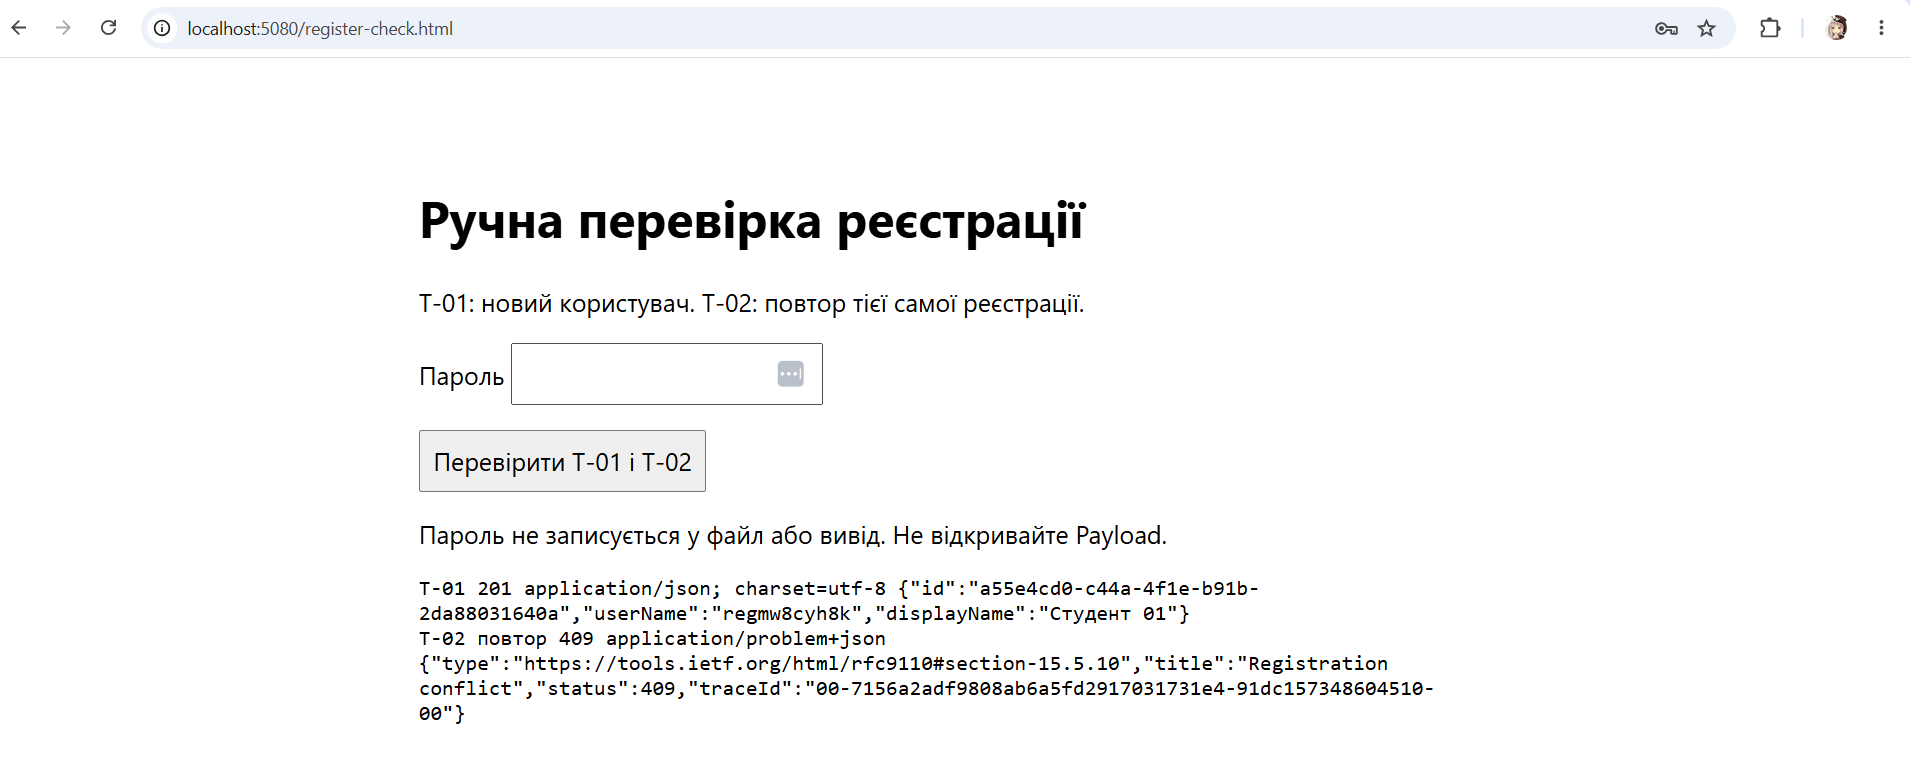 localhost:5080/register-check.html
Ручна перевірка реєстрації
T-01: новий користувач. T-02: повтор тієї самої реєстрації.
Пароль
Перевірити T-01 і T-02
Пароль не записується у файл або вивід. Не відкривайте Payload.
T-01 201 application/json; charset=utf-8 {"id":"a55e4cd0-c44a-4f1e-b91b-
2da88031640a","userName":"regmw8cyh8k","displayName":"Студент 01"}
T-02 повтор 409 application/problem+json
{"type":"https://tools.ietf.org/html/rfc9110#section-15.5.10","title":"Registration
conflict","status":409,"traceId":"00-7156a2adf9808ab6a5fd2917031731e4-91dc157348604510-
00"}